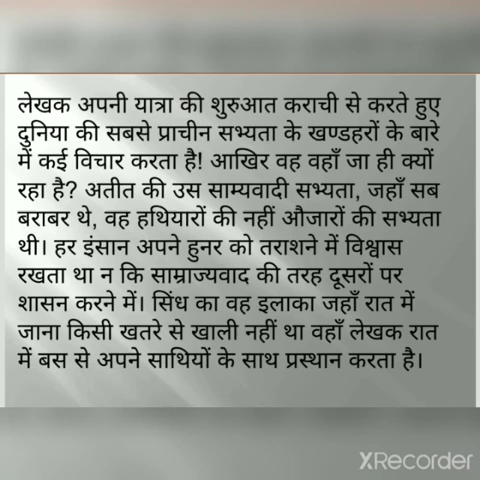 लेखक अपनी यात्रा की शुरुआत कराची से करते हुए
दुनिया की सबसे प्राचीन सभ्यता के खण्डहरों के बारे
में कई विचार करता है! आखिर वह वहाँ जा ही क्यों
रहा है? अतीत की उस साम्यवादी सभ्यता, जहाँ सब
बराबर थे, वह हथियारों की नहीं औजारों की सभ्यता
थी। हर इंसान अपने हुनर को तराशने में विश्वास
रखता था न कि साम्राज्यवाद की तरह दूसरों पर
शासन करने में। सिंध का वह इलाका जहाँ रात में
जाना किसी खतरे से खाली नहीं था वहाँ लेखक रात
में बस से अपने साथियों के साथ प्रस्थान करता है।
XRecorder